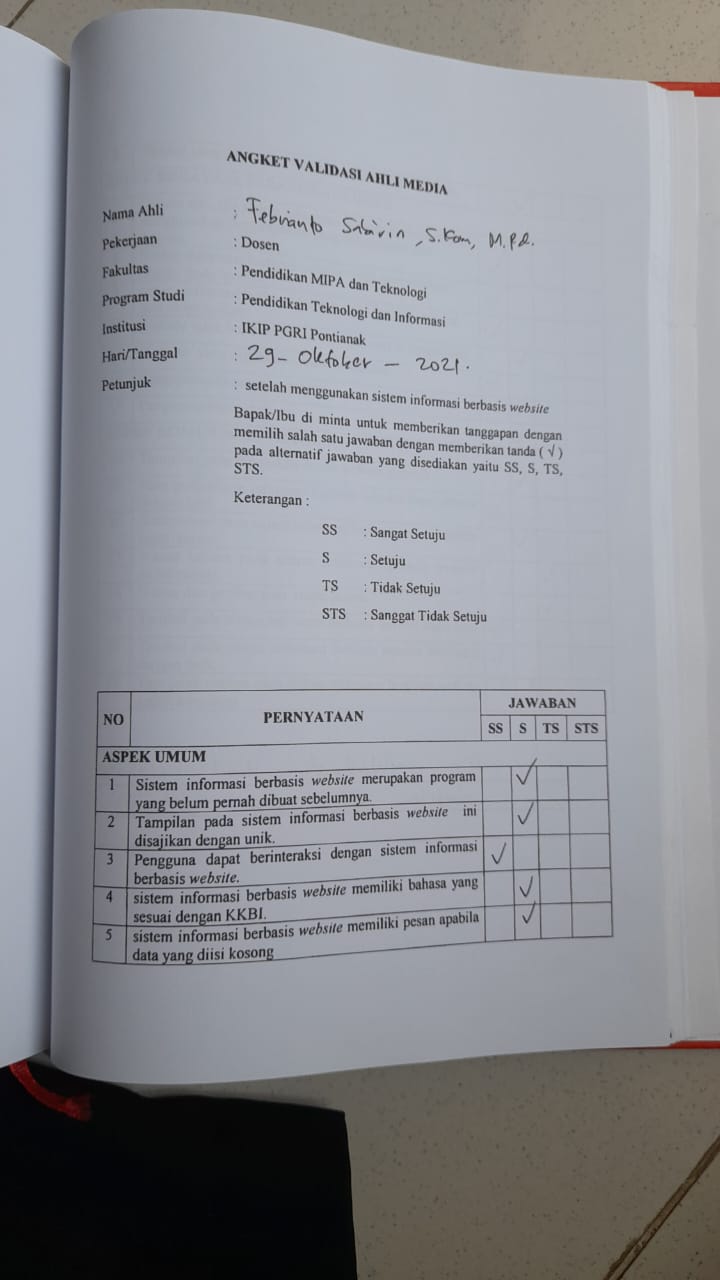 ANGKET VALIDASI AHLI MEDIA
Nama Ahli : Febrianto Sabirin, S.Kom, M.Pd.
Pekerjaan : Dosen
Fakultas : Pendidikan MIPA dan Teknologi
Program Studi : Pendidikan Teknologi dan Informasi
Institusi : IKIP PGRI Pontianak
Hari/Tanggal : 29 - Oktober - 2021.
Petunjuk : setelah menggunakan sistem informasi berbasis website
Bapak/Ibu di minta untuk memberikan tanggapan dengan
memilih salah satu jawaban dengan memberikan tanda (√)
pada alternatif jawaban yang disediakan yaitu SS, S, TS,
STS.
Keterangan :
SS : Sangat Setuju
S : Setuju
TS : Tidak Setuju
STS : Sanggat Tidak Setuju
NO PERNYATAAN JAWABAN
SS S TS STS
ASPEK UMUM
1 Sistem informasi berbasis website merupakan program √
yang belum pernah dibuat sebelumnya.
2 Tampilan pada sistem informasi berbasis website ini √
disajikan dengan unik.
3 Pengguna dapat berinteraksi dengan sistem informasi √
berbasis website.
4 sistem informasi berbasis website memiliki bahasa yang √
sesuai dengan KKBI.
5 sistem informasi berbasis website memiliki pesan apabila √
data yang diisi kosong